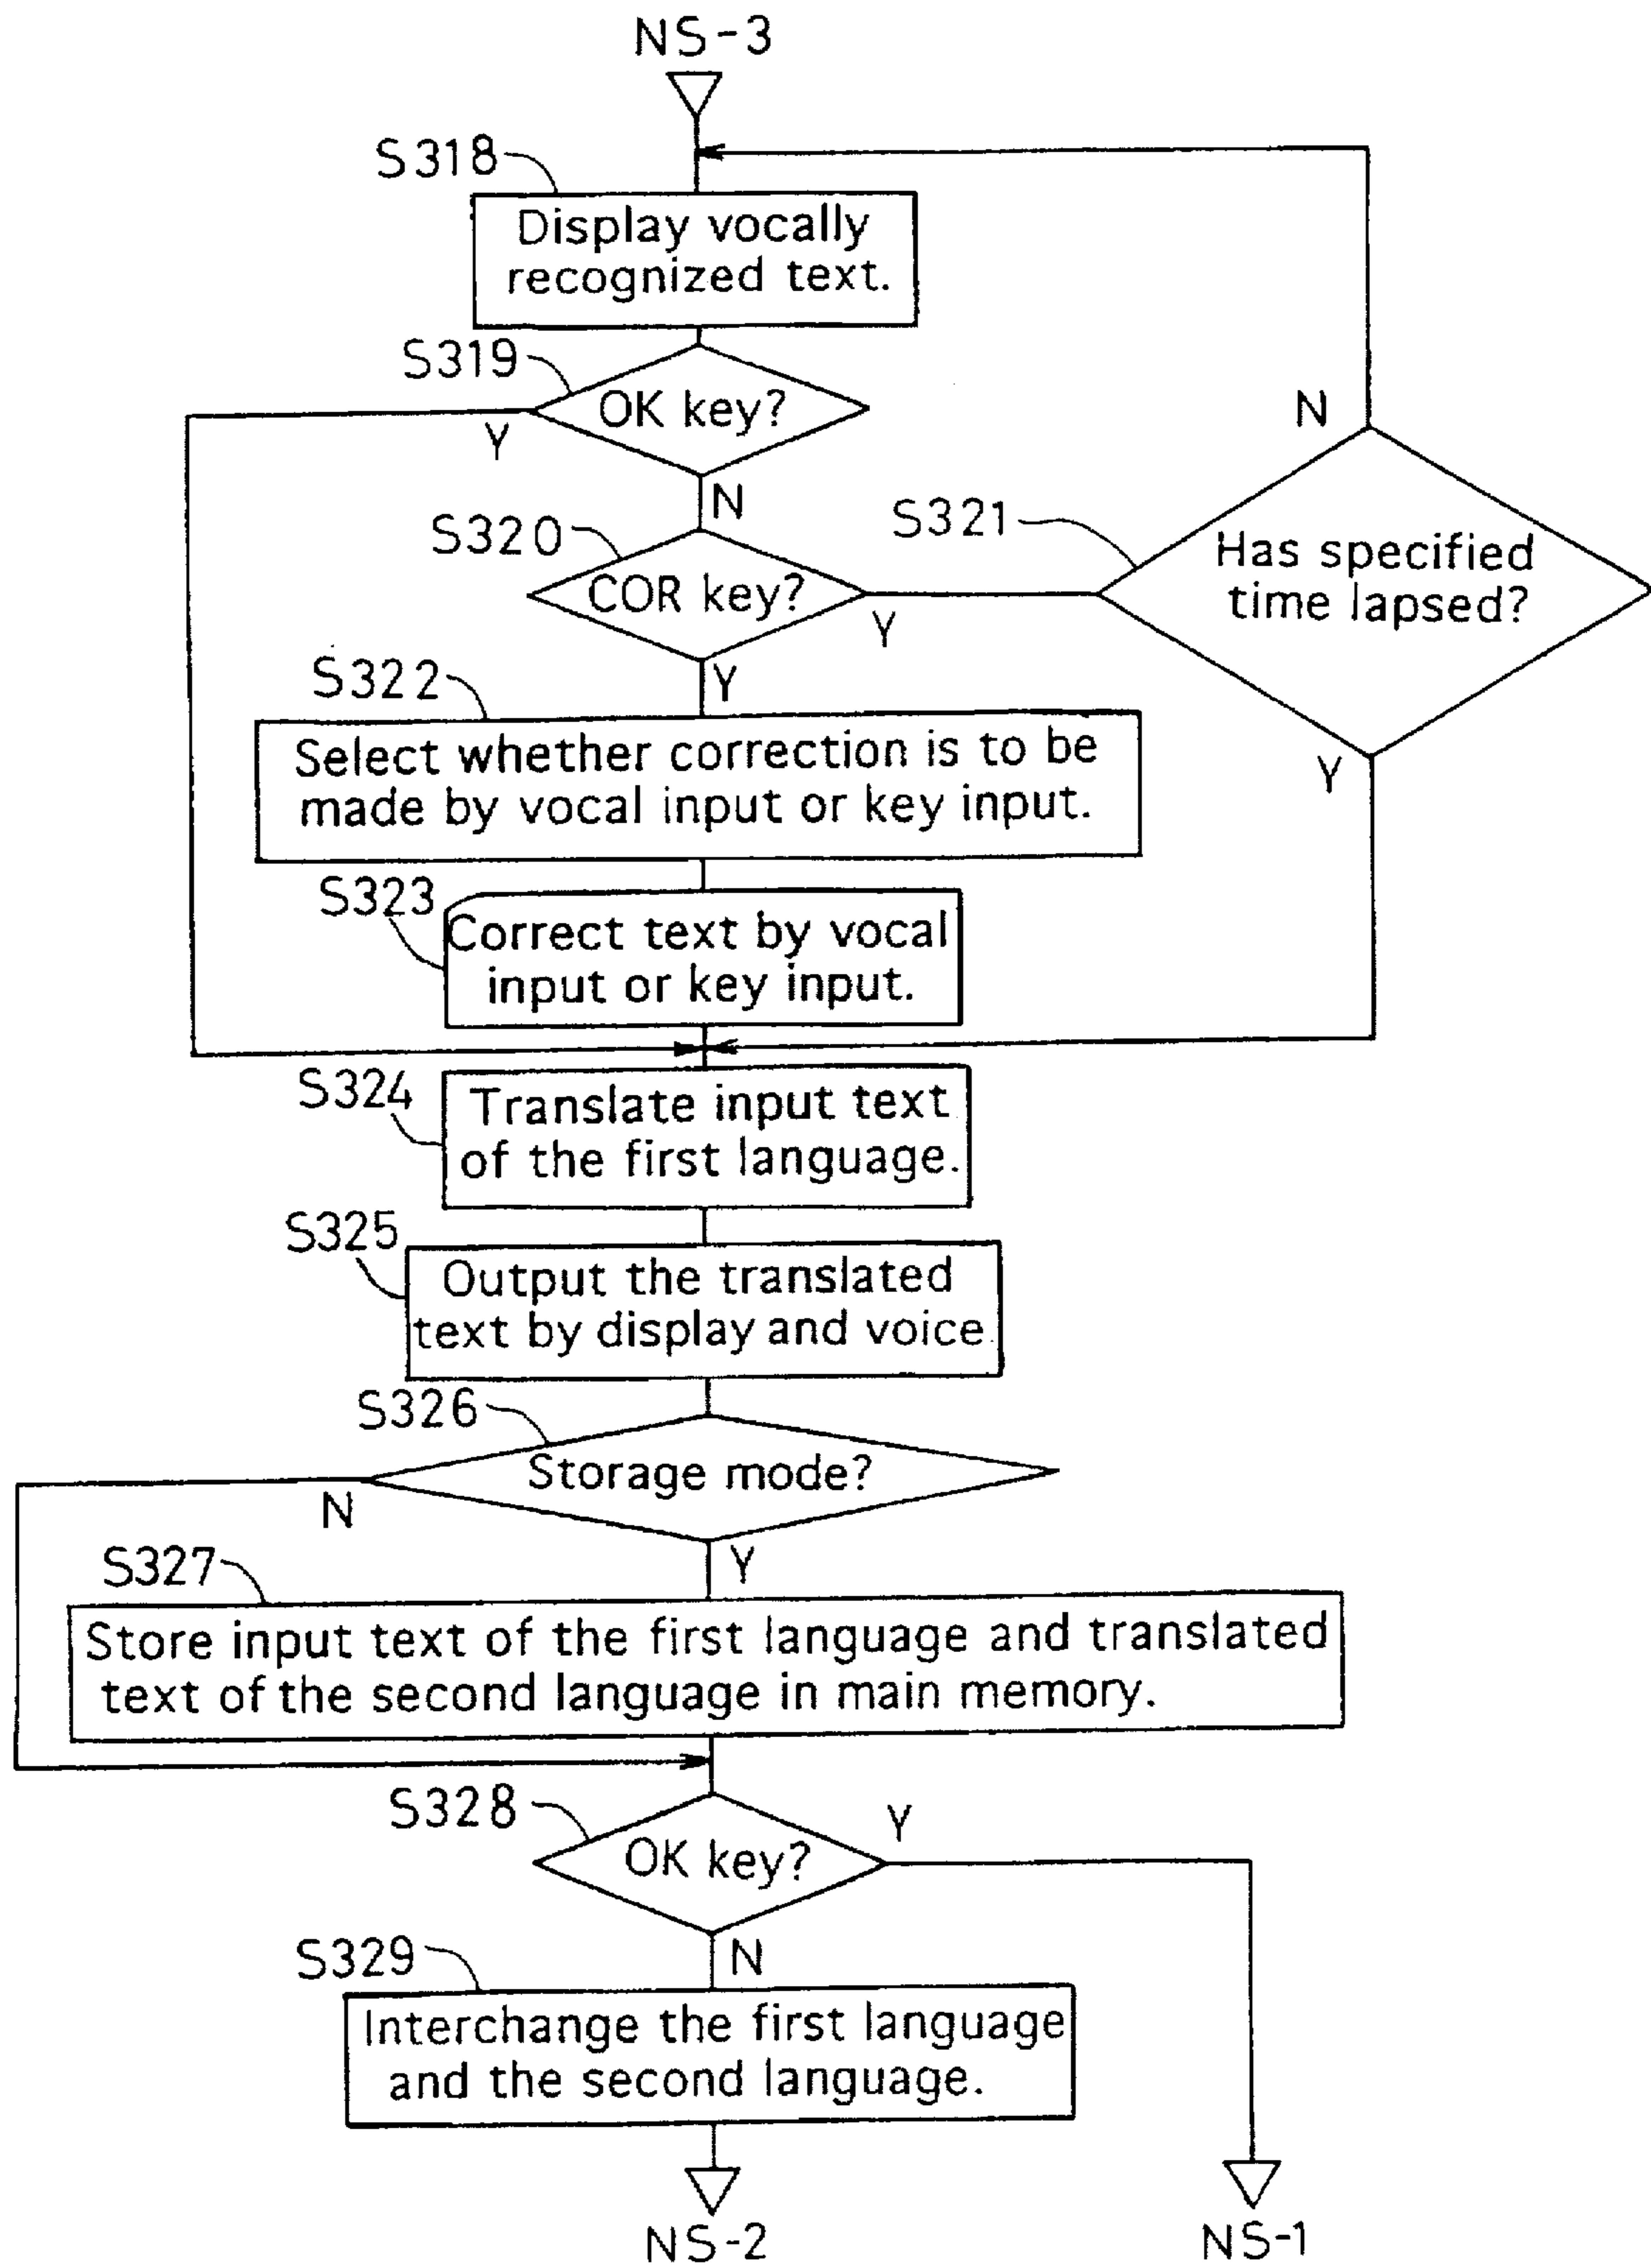 NS-3
S318
Display vocally
recognized text.
S319
OK key?
Y
N
N
S320
COR key?
Y
S321
Has specified
time lapsed?
Y
S322
Y
Select whether correction is to be
made by vocal input or key input.
S323
Correct text by vocal
input or key input.
S324
Translate input text
of the first language.
S325
Output the translated
text by display and voice.
S326
Storage mode?
N
Y
S327
Store input text of the first language and translated
text of the second language in main memory.
S328
OK key?
Y
N
S329
Interchange the first language
and the second language.
NS-2
NS-1